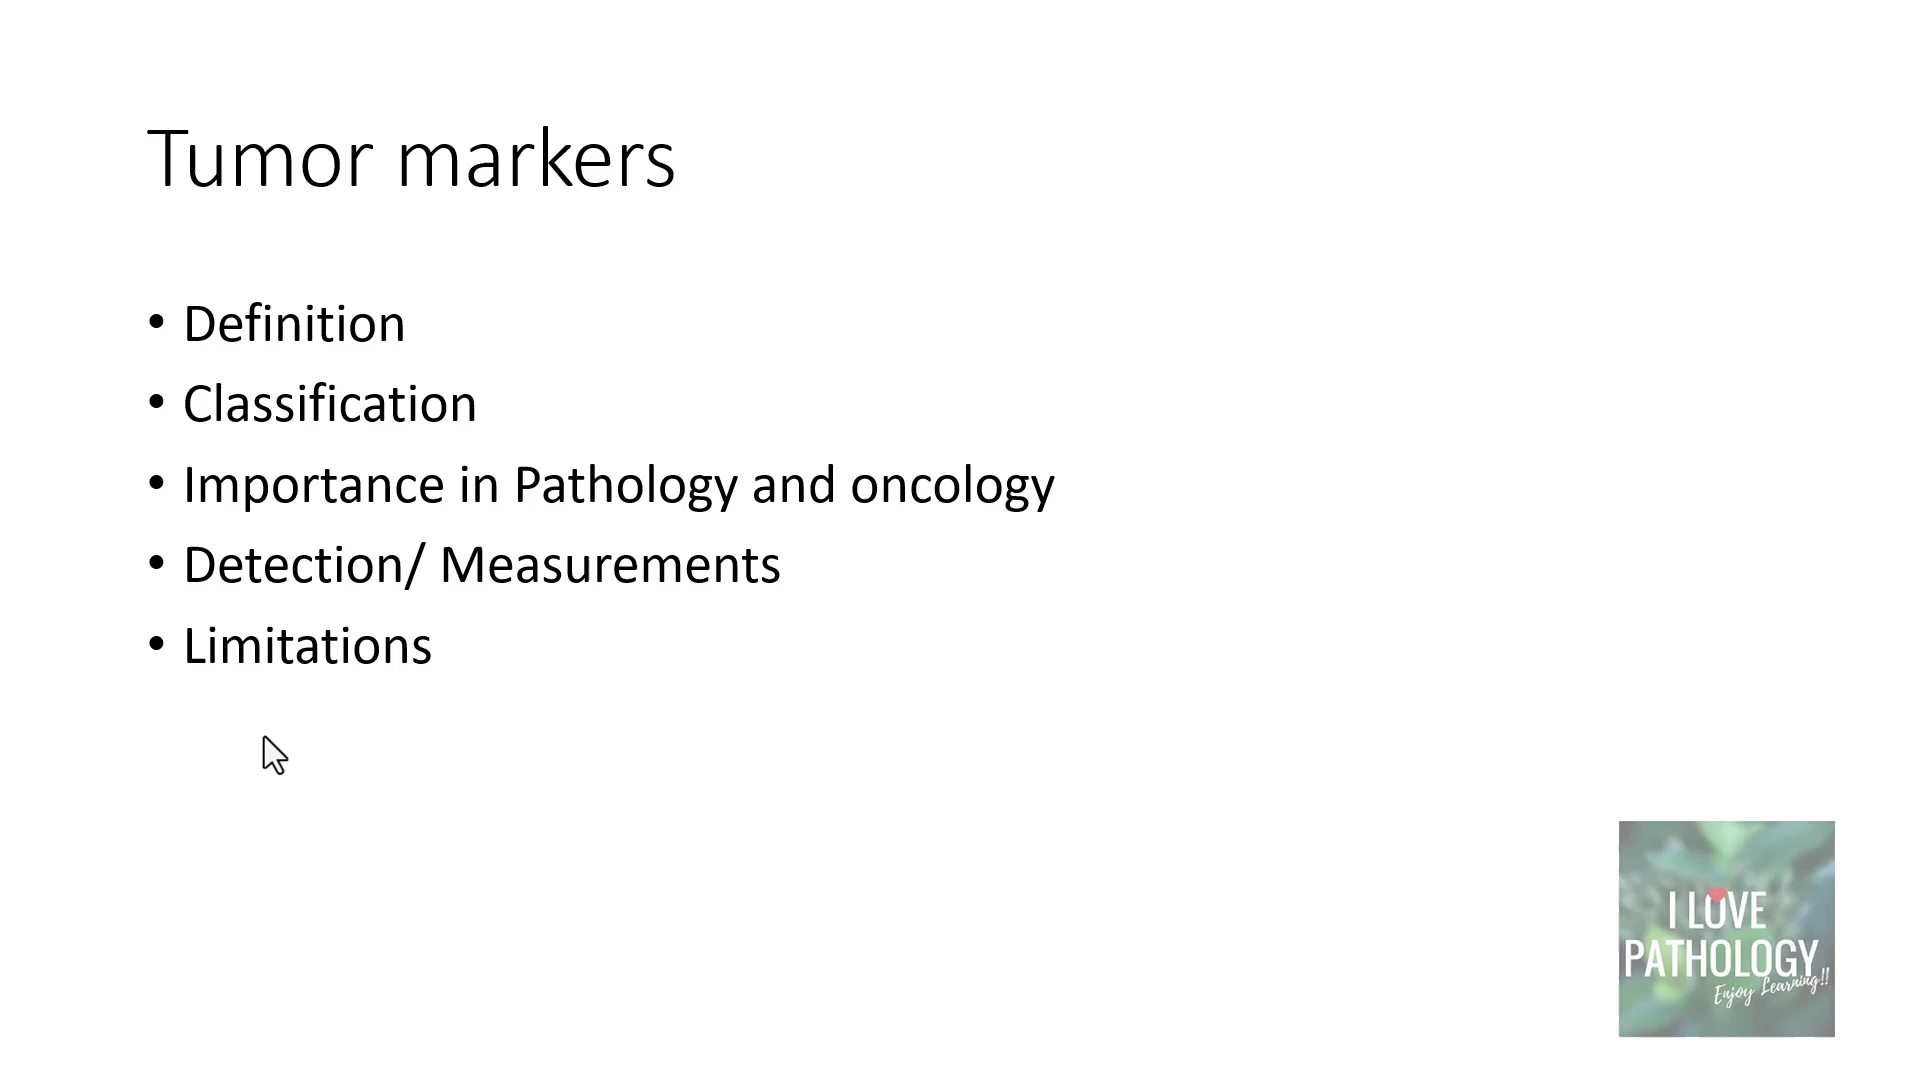 Tumor markers
• Definition
• Classification
• Importance in Pathology and oncology
• Detection/ Measurements
• Limitations
I LOVE
PATHOLOGY
Enjoy Learning!!